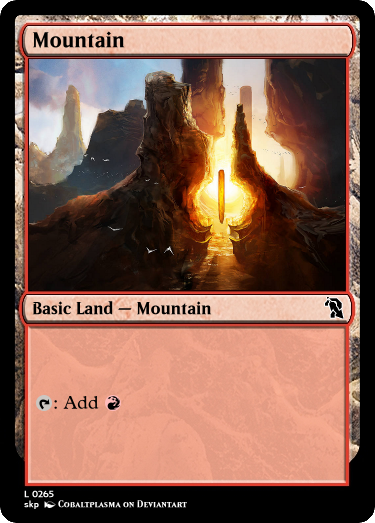 Mountain
Basic Land — Mountain
: Add
L 0265
skp Cobaltplasma on Deviantart